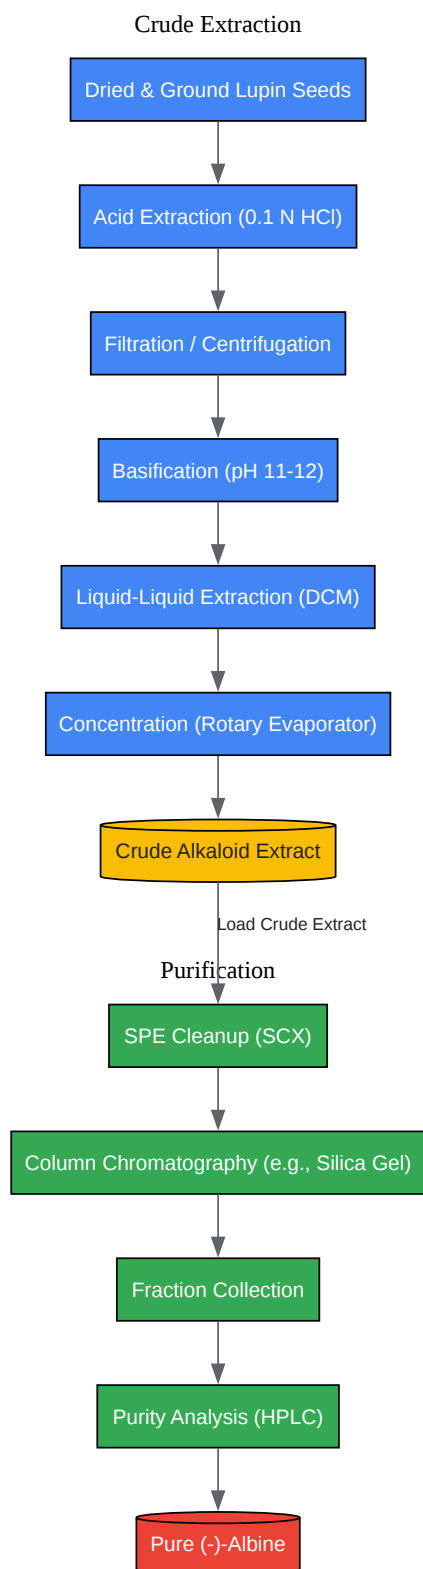 Crude Extraction
Dried & Ground Lupin Seeds
Acid Extraction (0.1 N HCl)
Filtration / Centrifugation
Basification (pH 11-12)
Liquid-Liquid Extraction (DCM)
Concentration (Rotary Evaporator)
Crude Alkaloid Extract
Load Crude Extract
Purification
SPE Cleanup (SCX)
Column Chromatography (e.g., Silica Gel)
Fraction Collection
Purity Analysis (HPLC)
Pure (-)-Albine